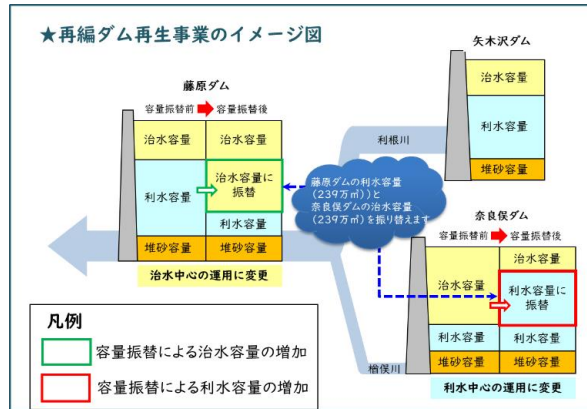 ★再編ダム再生事業のイメージ図
藤原ダム
容量振替前 容量振替後
治水容量 治水容量
利水容量
治水容量に
振替
利水容量
堆砂容量 堆砂容量
治水中心の運用に変更
矢木沢ダム
治水容量
利水容量
堆砂容量
利根川
藤原ダムの利水容量
(239万㎥))と
奈良俣ダムの治水容量
(239万㎥)を振り替えます
奈良俣ダム
容量振替前 容量振替後
治水容量
治水容量
利水容量に
振替
利水容量 利水容量
堆砂容量 堆砂容量
楢俣川
利水中心の運用に変更
凡例
容量振替による治水容量の増加
容量振替による利水容量の増加